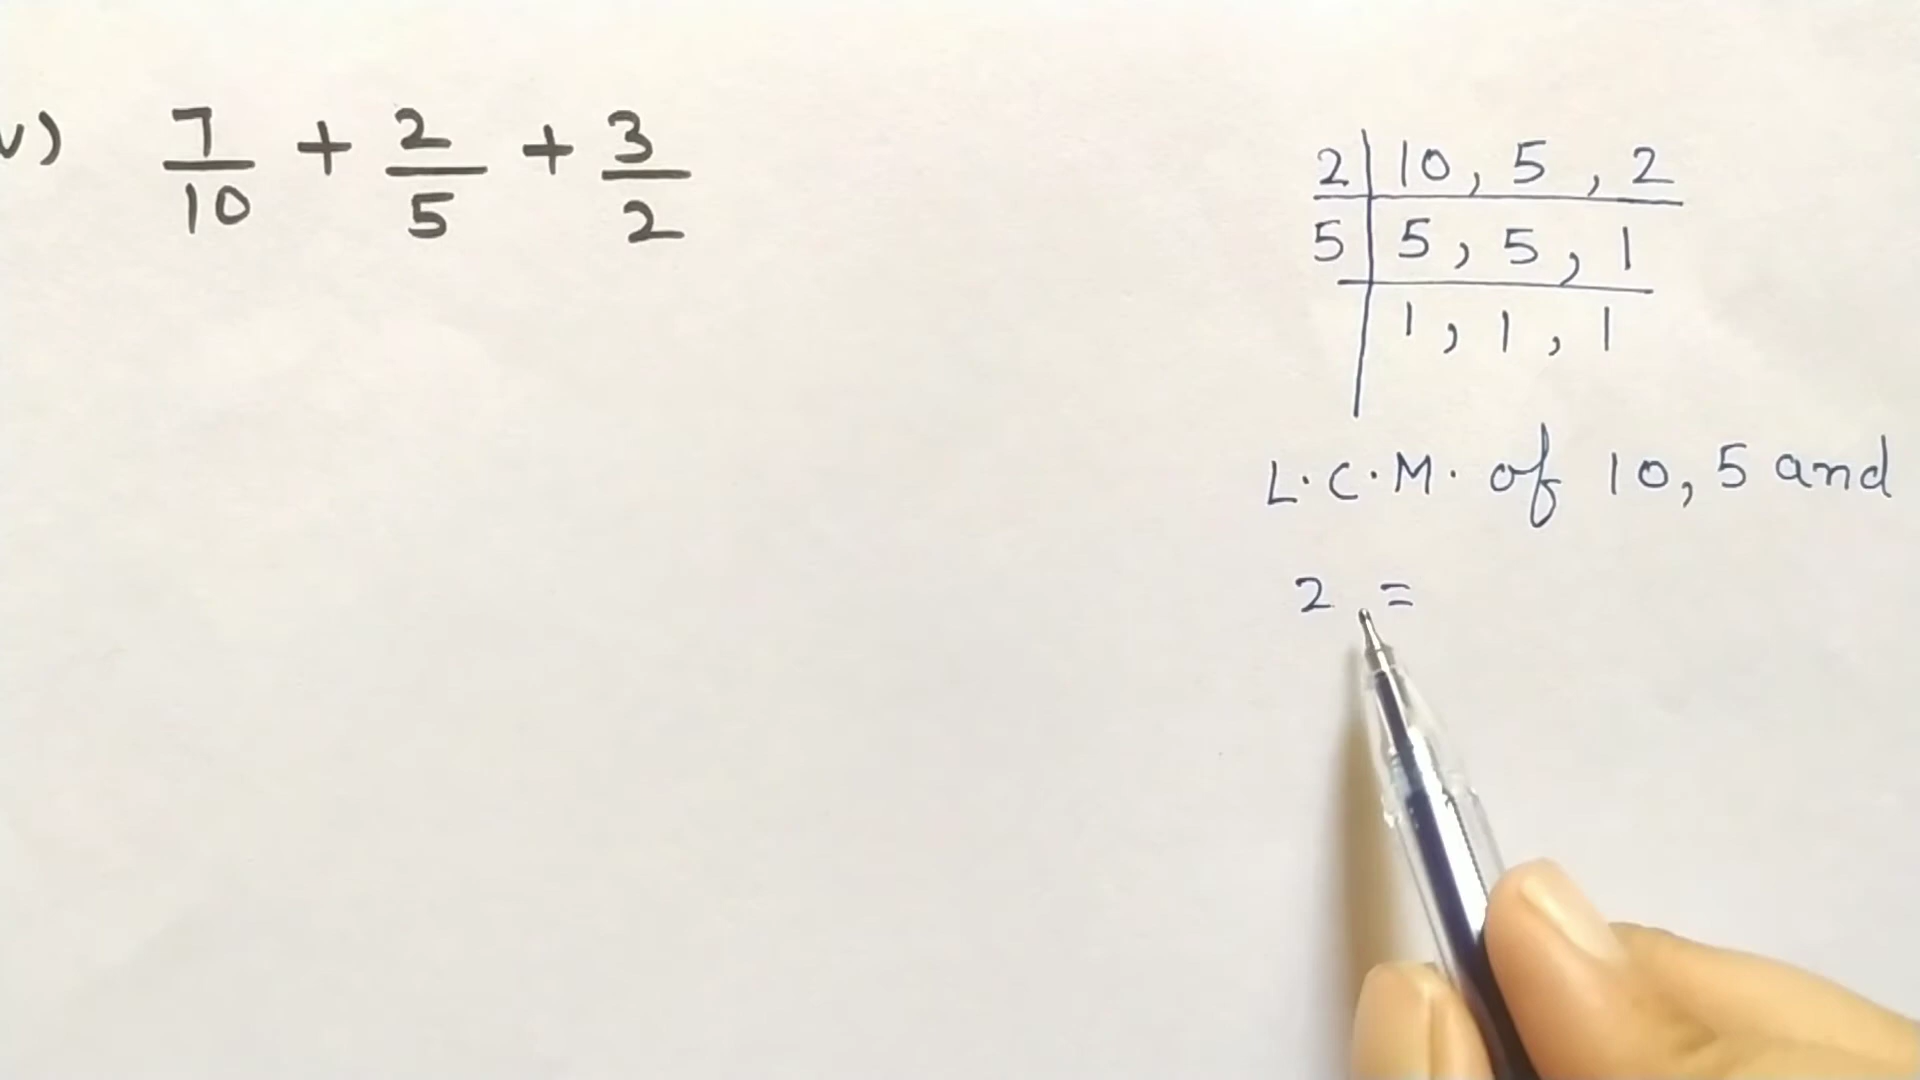 v) 7/10 + 2/5 + 3/2
2 | 10, 5, 2
5 | 5, 5, 1
1, 1, 1
L.C.M. of 10, 5 and
2 =